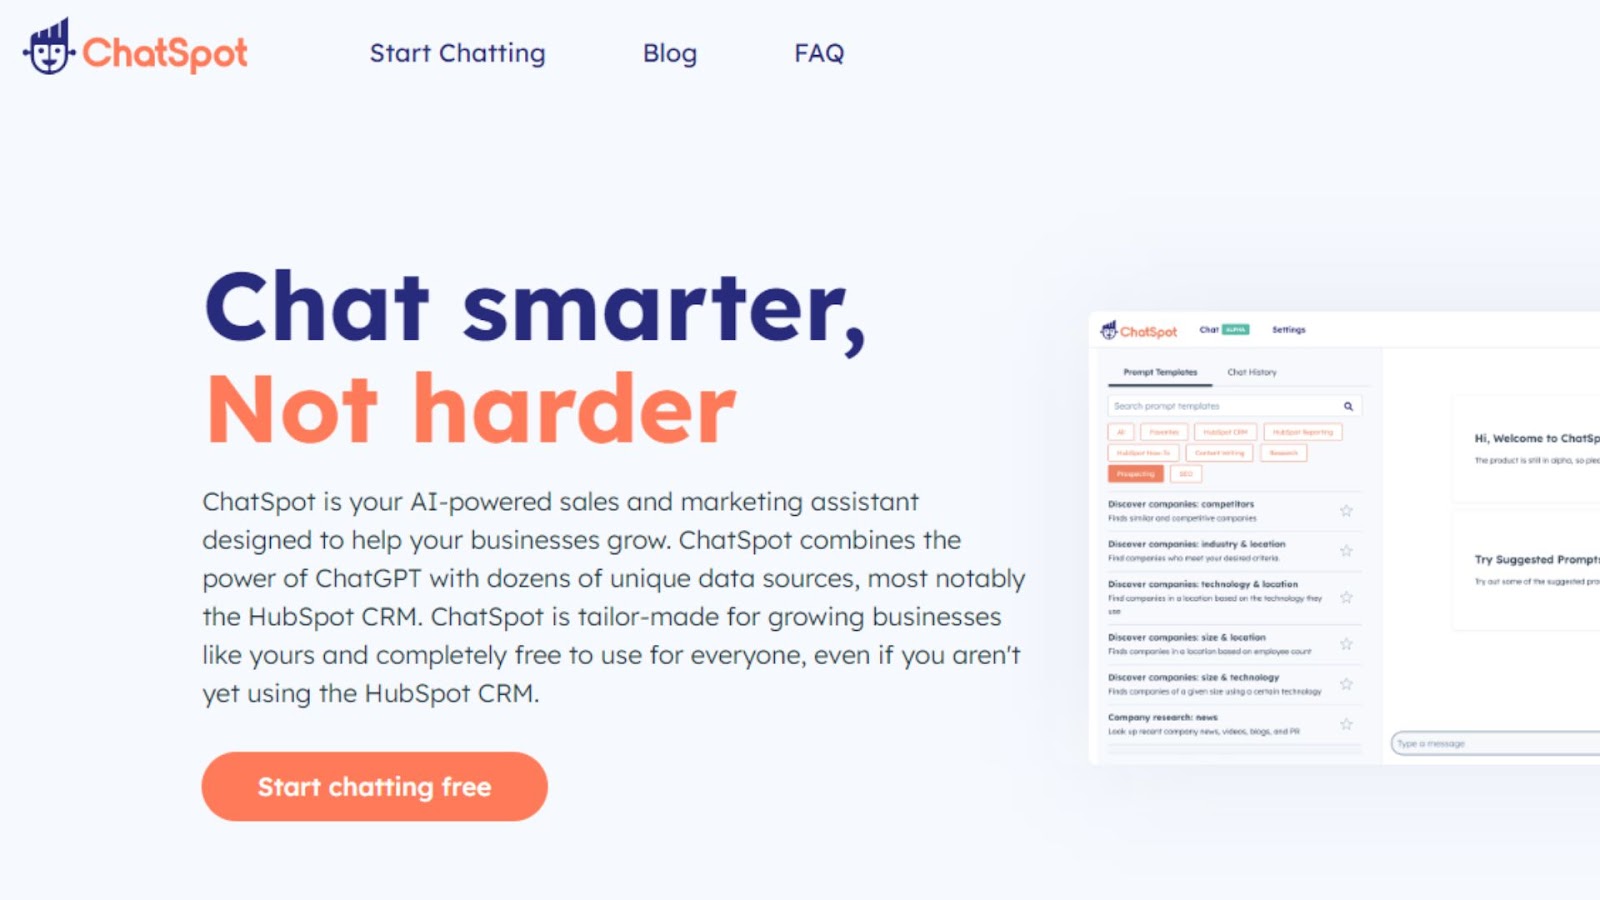 ChatSpot
Start Chatting
Blog
FAQ
Chat smarter,
Not harder
ChatSpot is your AI-powered sales and marketing assistant
designed to help your businesses grow. ChatSpot combines the
power of ChatGPT with dozens of unique data sources, most notably
the HubSpot CRM. ChatSpot is tailor-made for growing businesses
like yours and completely free to use for everyone, even if you aren't
yet using the HubSpot CRM.
Start chatting free
ChatSpot
Chat ALPHA
Settings
Prompt Templates
Chat History
Search prompt templates
All
Favorites
HubSpot CRM
HubSpot Reporting
HubSpot How-To
Content Writing
Research
Prospecting
SEO
Discover companies: competitors
Finds similar and competitive companies
Discover companies: industry & location
Find companies who meet your desired criteria.
Discover companies: technology & location
Find companies in a location based on the technology they
use
Discover companies: size & location
Finds companies in a location based on employee count
Discover companies: size & technology
Finds companies of a given size using a certain technology
Company research: news
Look up recent company news, videos, blogs, and PR
Hi, Welcome to ChatSp
The product is still in alpha, so plea
Try Suggested Prompts
Try out some of the suggested pro
Type a message